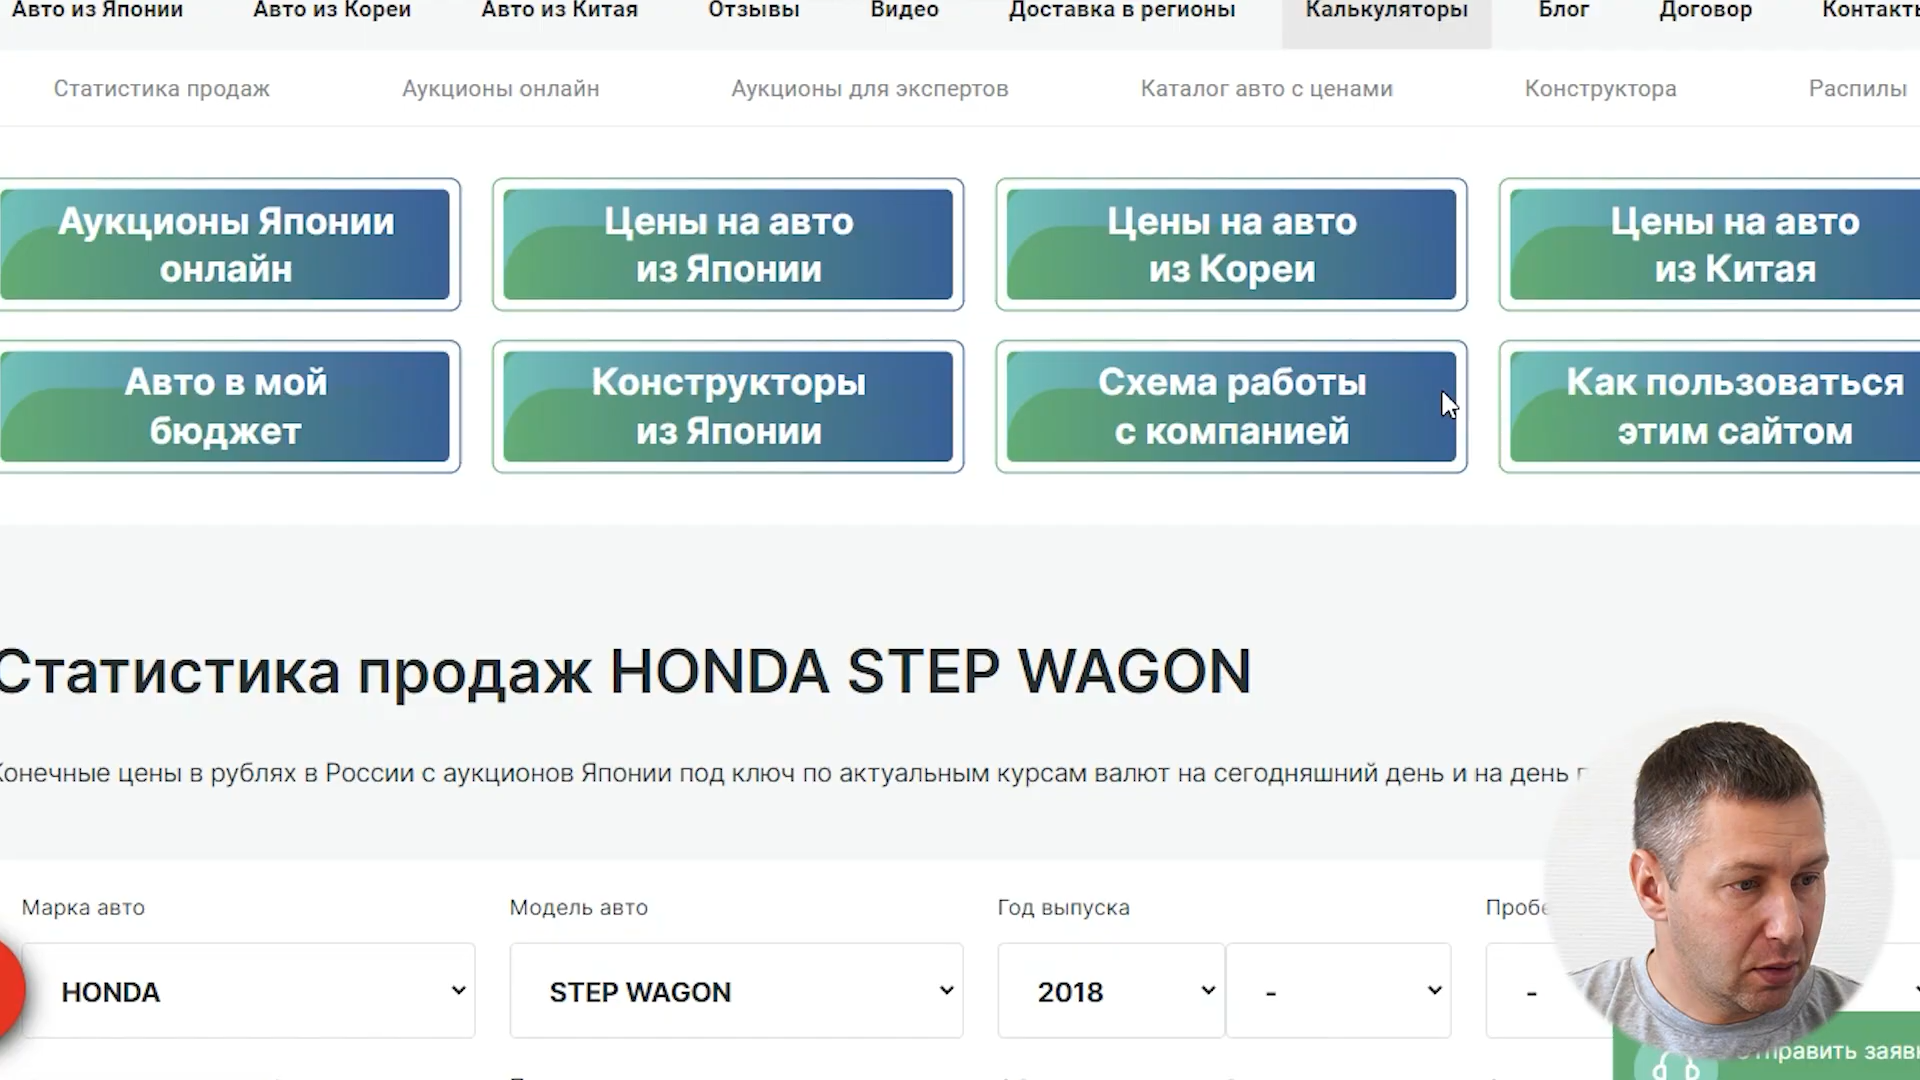 Авто из Японии Авто из Кореи Авто из Китая Отзывы Видео Доставка в регионы Калькуляторы Блог Договор Контакты
Статистика продаж Аукционы онлайн Аукционы для экспертов Каталог авто с ценами Конструктора Распилы
Аукционы Японии
онлайн
Цены на авто
из Японии
Цены на авто
из Кореи
Цены на авто
из Китая
Авто в мой
бюджет
Конструкторы
из Японии
Схема работы
с компанией
Как пользоваться
этим сайтом
Статистика продаж HONDA STEP WAGON
Конечные цены в рублях в России с аукционов Японии под ключ по актуальным курсам валют на сегодняшний день и на день
Марка авто Модель авто Год выпуска
HONDA STEP WAGON 2018 - -